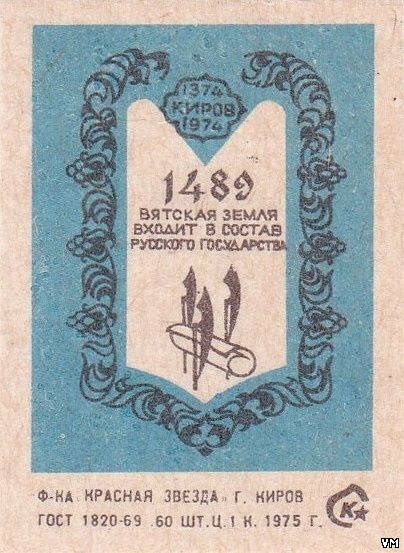 1374
КИРОВ
1974
1489
ВЯТСКАЯ ЗЕМЛЯ
ВХОДИТ В СОСТАВ
РУССКОГО ГОСУДАРСТВА
Ф-КА „КРАСНАЯ ЗВЕЗДА" Г. КИРОВ
ГОСТ 1820-69 .60 ШТ.Ц.1 К. 1975 Г.
К
VM